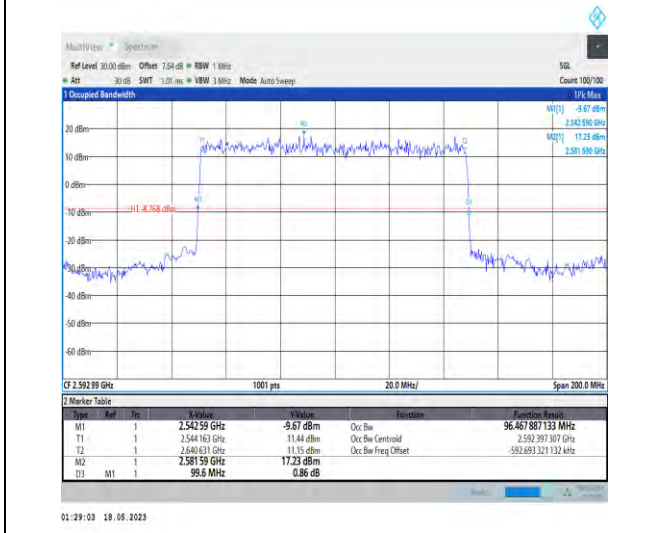 MultiView Spectrum
Ref Level 30.00 dBm Offset 7.64 dB RBW 1 MHz SGL
Att 30 dB SWT 1.01 ms VBW 3 MHz Mode Auto Sweep Count 100/100
1 Occupied Bandwidth 1Pk Max
M1[1] -9.67 dBm
2.542 590 GHz
M2[1] 17.23 dBm
2.581 590 GHz
M2
20 dBm
T1
T2
10 dBm
0 dBm
M1
D3
H1 -8.768 dBm
-10 dBm
-20 dBm
-30 dBm
-40 dBm
-50 dBm
-60 dBm
CF 2.592 99 GHz 1001 pts 20.0 MHz/ Span 200.0 MHz
2 Marker Table
Type Ref Trc X-Value Y-Value Function Function Result
M1 1 2.542 59 GHz -9.67 dBm Occ Bw 96.467 887 133 MHz
T1 1 2.544 163 GHz 11.44 dBm Occ Bw Centroid 2.592 397 307 GHz
T2 1 2.640 631 GHz 11.15 dBm Occ Bw Freq Offset -592.693 321 132 kHz
M2 1 2.581 59 GHz 17.23 dBm
D3 M1 1 99.6 MHz 0.86 dB
01:29:03 18.05.2023